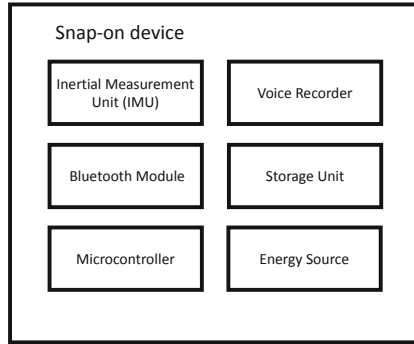 Snap-on device
Inertial Measurement
Unit (IMU)
Voice Recorder
Bluetooth Module
Storage Unit
Microcontroller
Energy Source